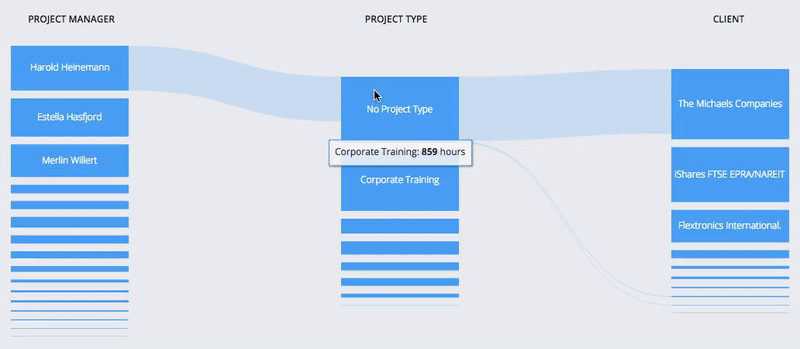 PROJECT MANAGER
PROJECT TYPE
CLIENT
Harold Heinemann
Estella Hasfjord
Merlin Willert
No Project Type
Corporate Training: 859 hours
Corporate Training
The Michaels Companies
iShares FTSE EPRA/NAREIT
Flextronics International.